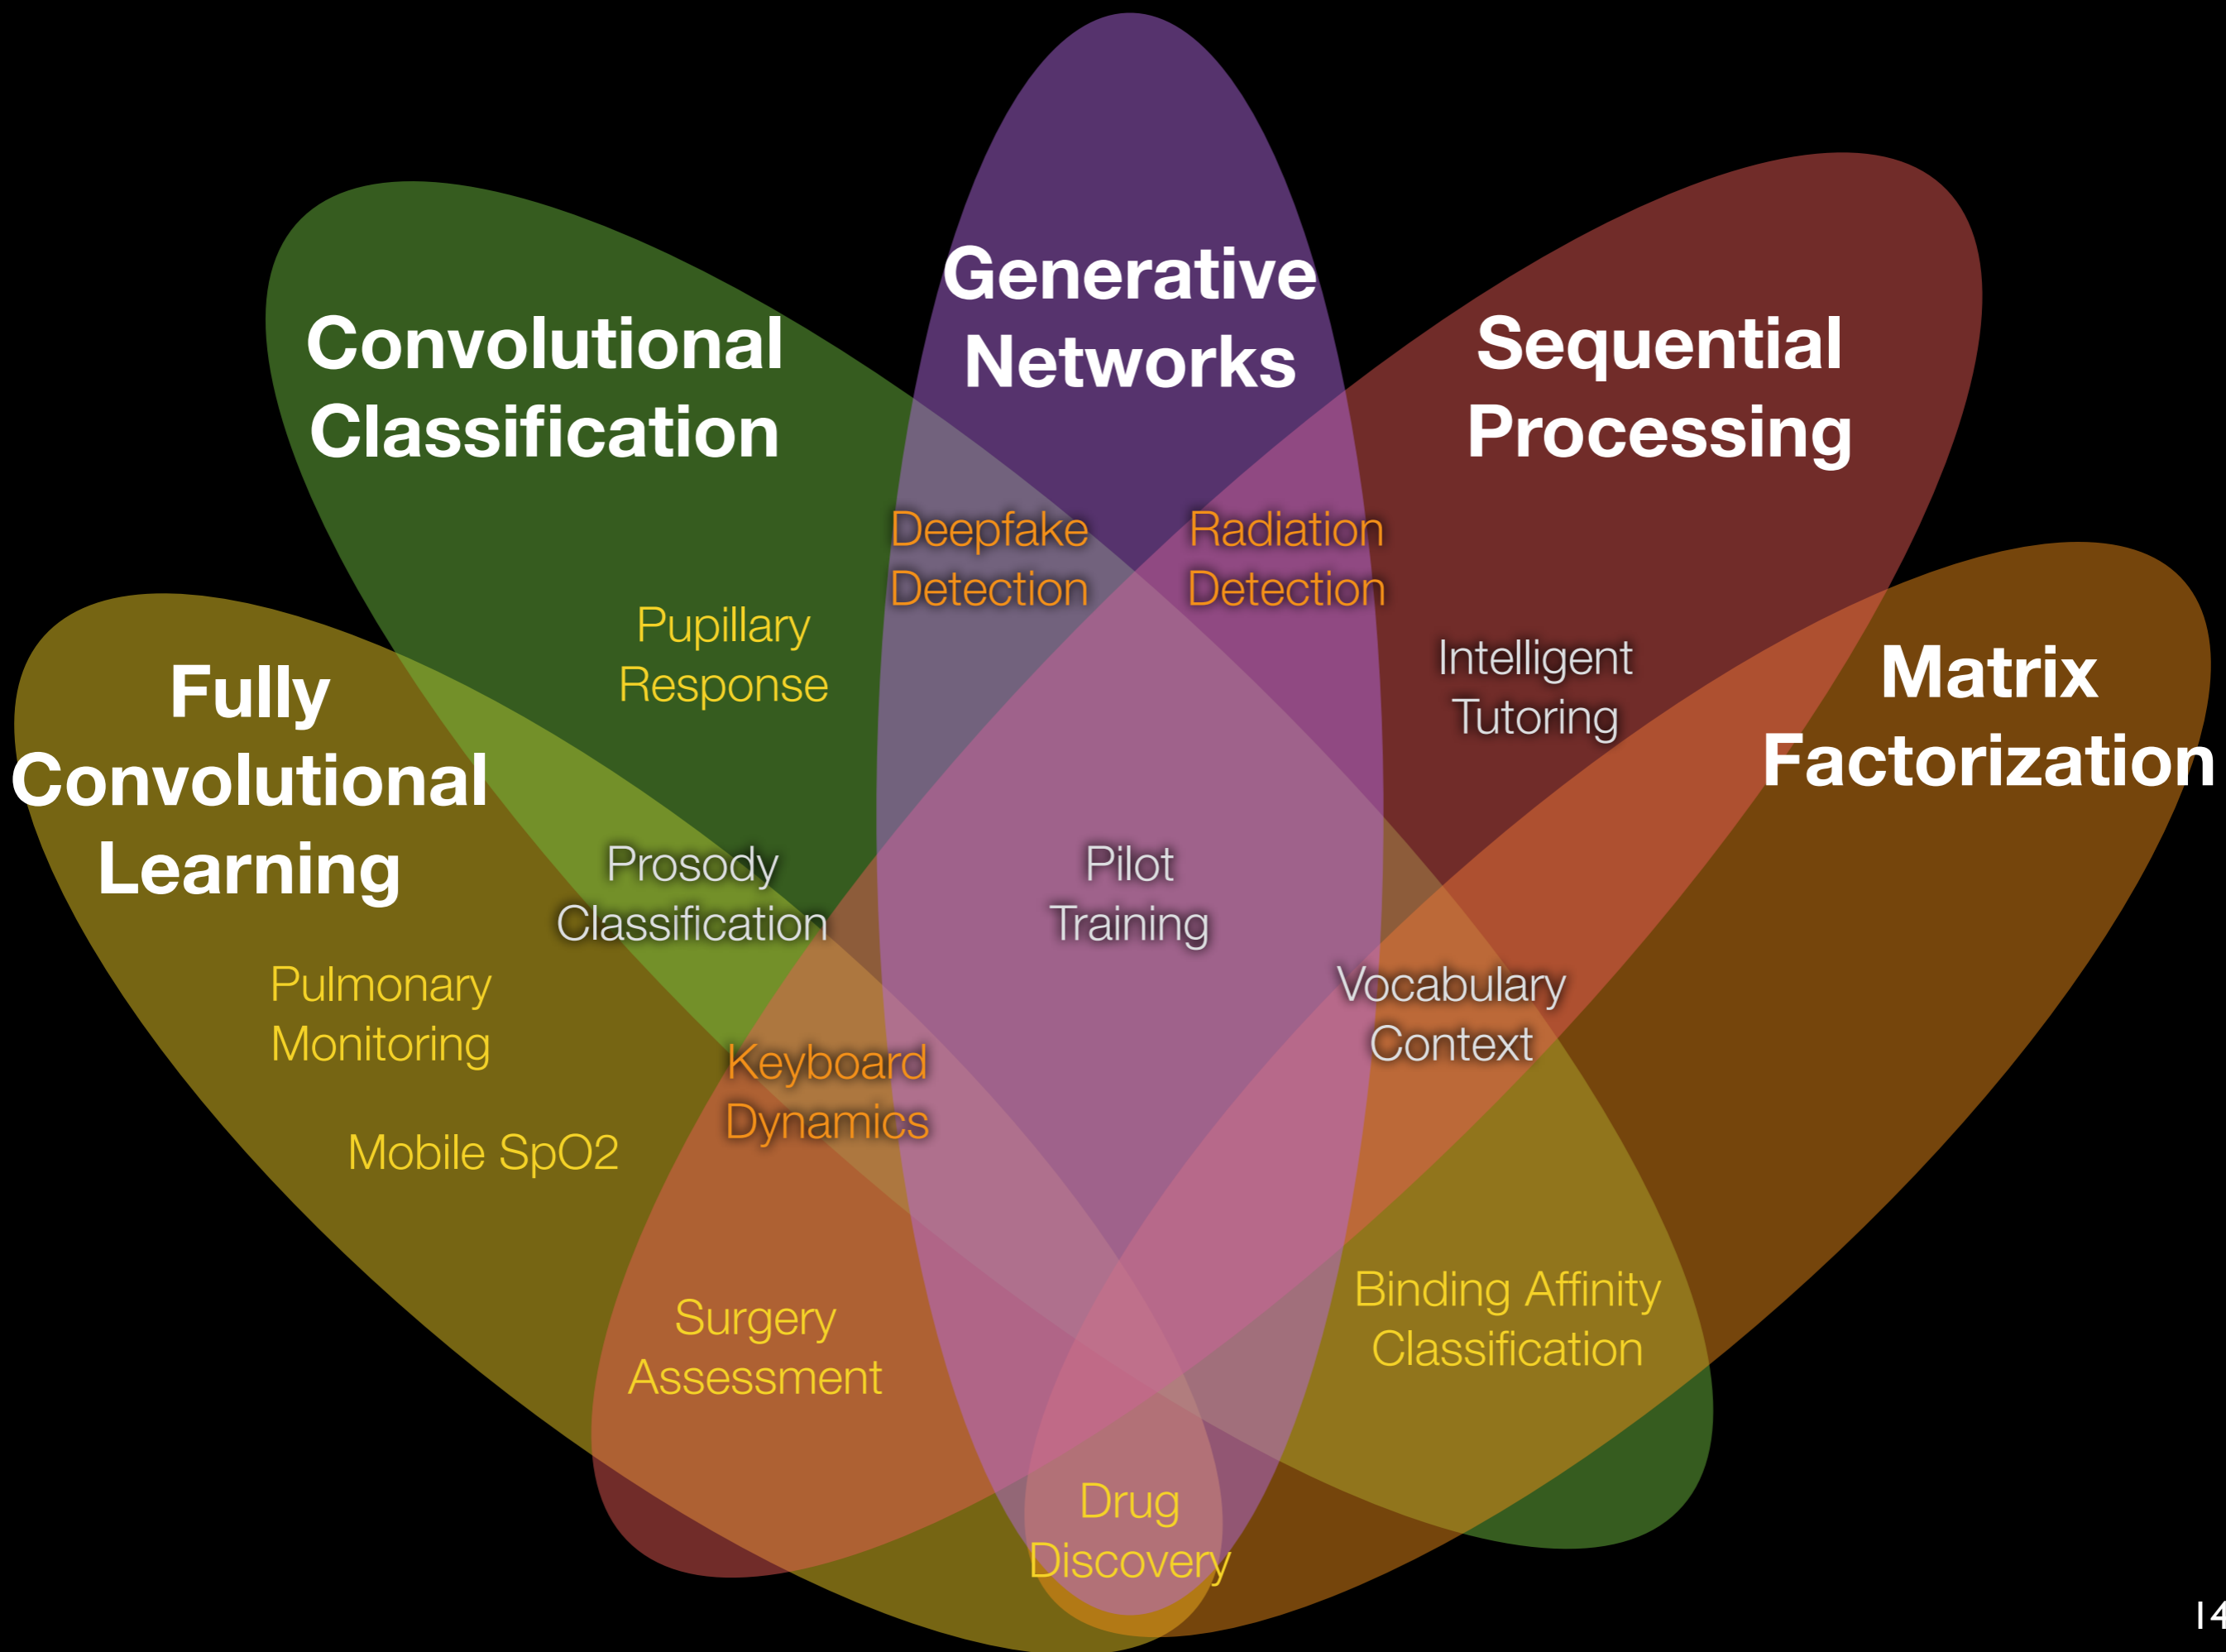 Generative
Networks
Convolutional
Classification
Sequential
Processing
Deepfake
Detection
Radiation
Detection
Pupillary
Response
Intelligent
Tutoring
Matrix
Factorization
Fully
Convolutional
Learning
Prosody
Classification
Pilot
Training
Pulmonary
Monitoring
Vocabulary
Context
Keyboard
Dynamics
Mobile SpO2
Surgery
Assessment
Binding Affinity
Classification
Drug
Discovery
14